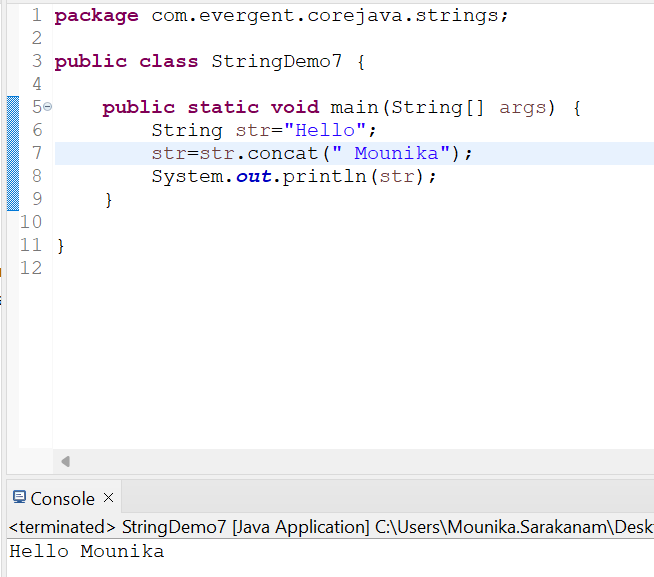 1 package com.evergent.corejava.strings;
2
3 public class StringDemo7 {
4
5 public static void main(String[] args) {
6 String str="Hello";
7 str=str.concat(" Mounika");
8 System.out.println(str);
9 }
10
11 }
12
Console
<terminated> StringDemo7 [Java Application] C:\Users\Mounika.Sarakanam\Desk
Hello Mounika